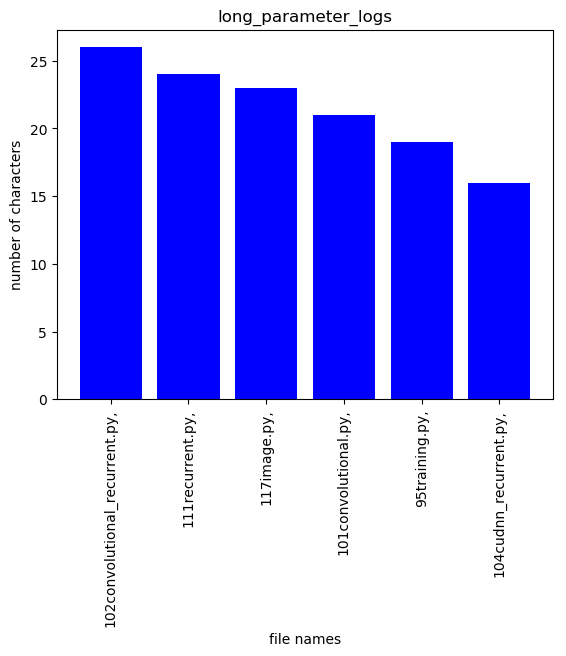 long_parameter_logs
number of characters
25
20
15
10
5
0
102convolutional_recurrent.py,
111recurrent.py,
117image.py,
101convolutional.py,
95training.py,
104cudnn_recurrent.py,
file names